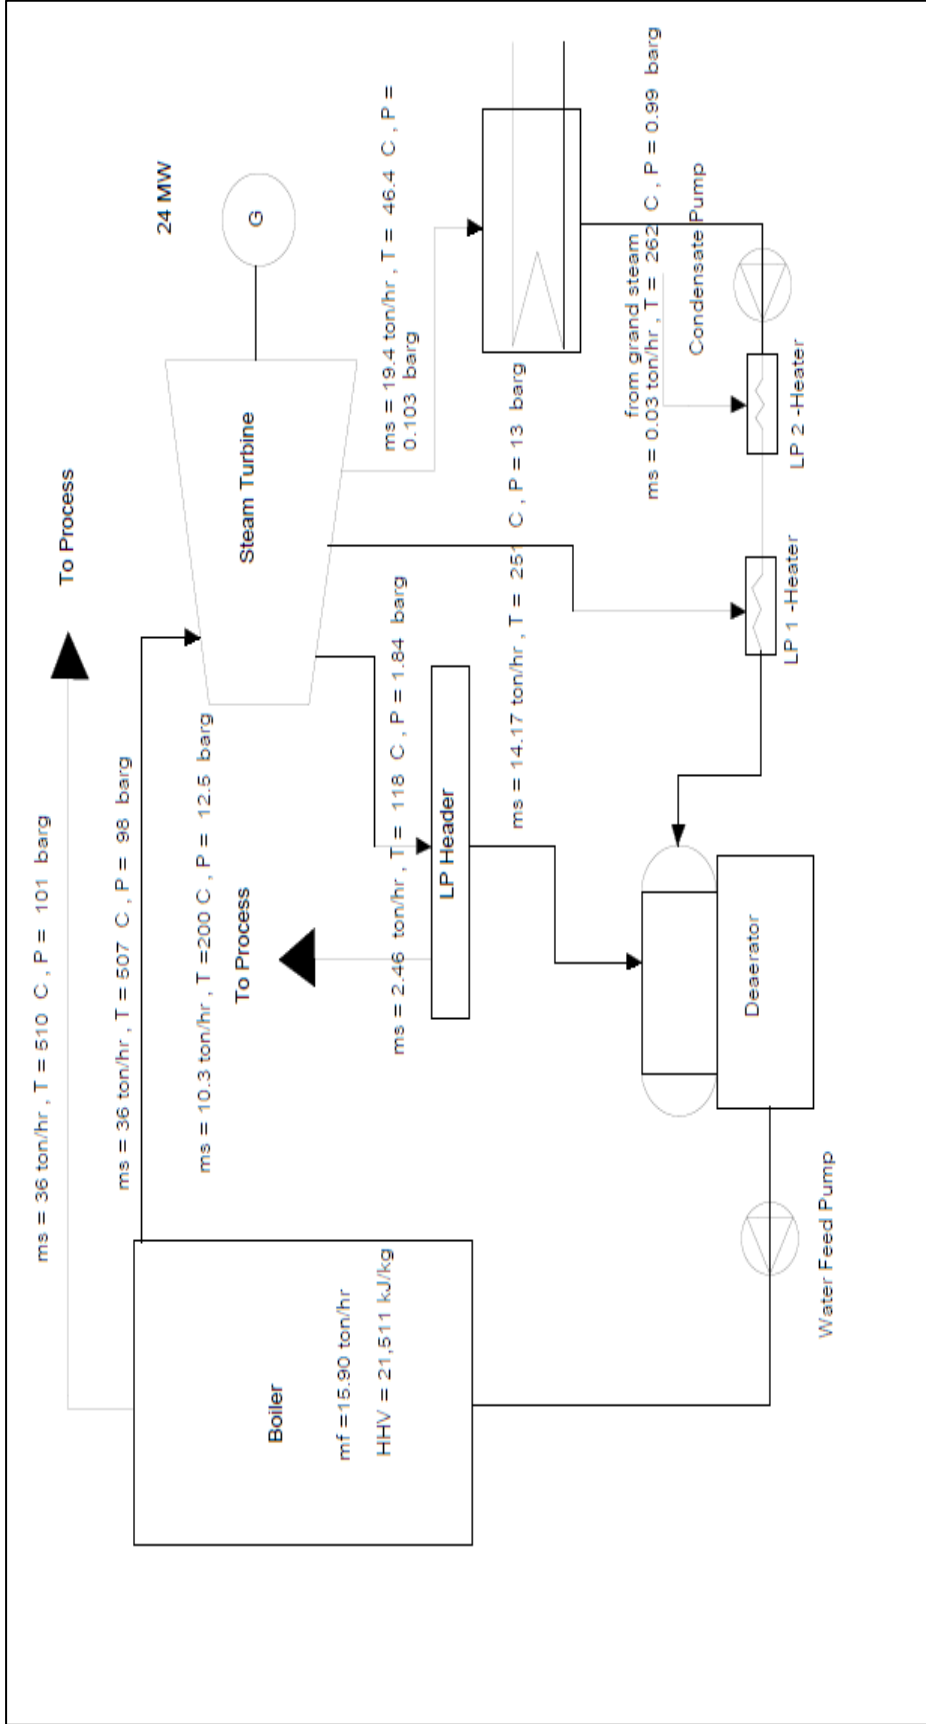 ms = 36 ton/hr , T = 510 C , P = 101 barg
To Process
ms = 36 ton/hr , T = 507 C , P = 98 barg
24 MW
ms = 10.3 ton/hr , T =200 C , P = 12.5 barg
To Process
Steam Turbine
G
Boiler
mf =15.90 ton/hr
HHV = 21,511 kJ/kg
ms = 19.4 ton/hr , T = 46.4 C , P =
0.103 barg
ms = 2.46 ton/hr , T = 118 C , P = 1.84 barg
LP Header
ms = 14.17 ton/hr , T = 251 C , P = 13 barg
from grand steam
ms = 0.03 ton/hr , T = 262 C , P = 0.99 barg
Condensate Pump
Deaerator
LP 1 -Heater
LP 2 -Heater
Water Feed Pump